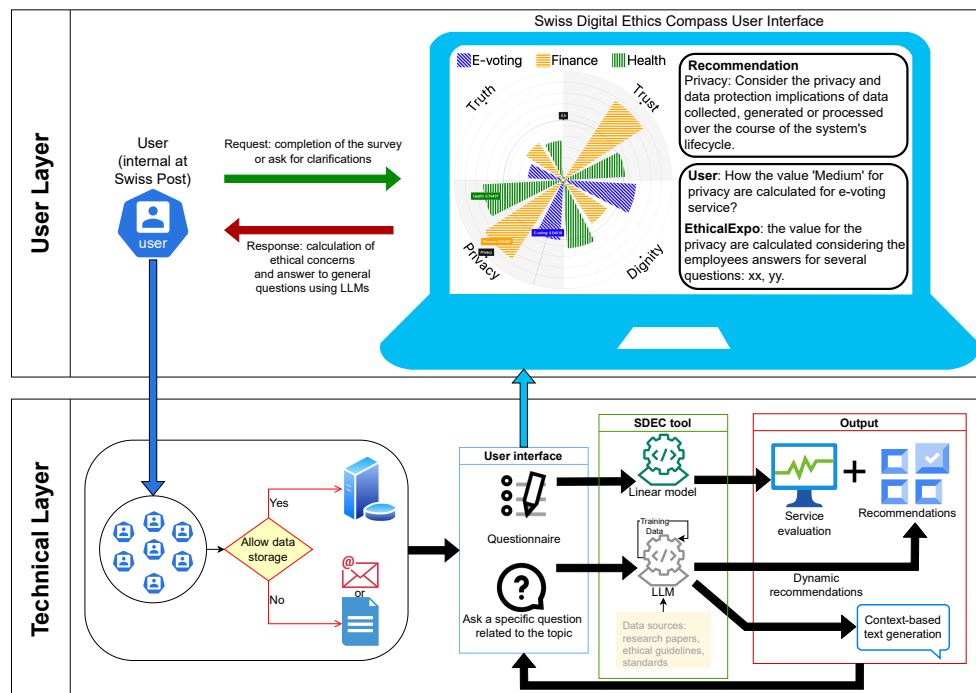 User Layer
Swiss Digital Ethics Compass User Interface
E-voting
Finance
Health
Truth
Trust
Privacy
Dignity
Privacy
Recommendation
Privacy: Consider the privacy and
data protection implications of data
collected, generated or processed
over the course of the system's
lifecycle.
User: How the value 'Medium' for
privacy are calculated for e-voting
service?
EthicalExpo: the value for the
privacy are calculated considering the
employees answers for several
questions: xx, yy.
User
(internal at
Swiss Post)
user
Request: completion of the survey
or ask for clarifications
Response: calculation of
ethical concerns
and answer to general
questions using LLMs
Technical Layer
Allow data
storage
Yes
No
@
or
User interface
Questionnaire
?
Ask a specific question
related to the topic
SDEC tool
</>
Linear model
Training
Data
</>
LLM
Data sources:
research papers,
ethical guidelines,
standards
Output
Service
evaluation
+
Recommendations
Dynamic
recommendations
Context-based
text generation